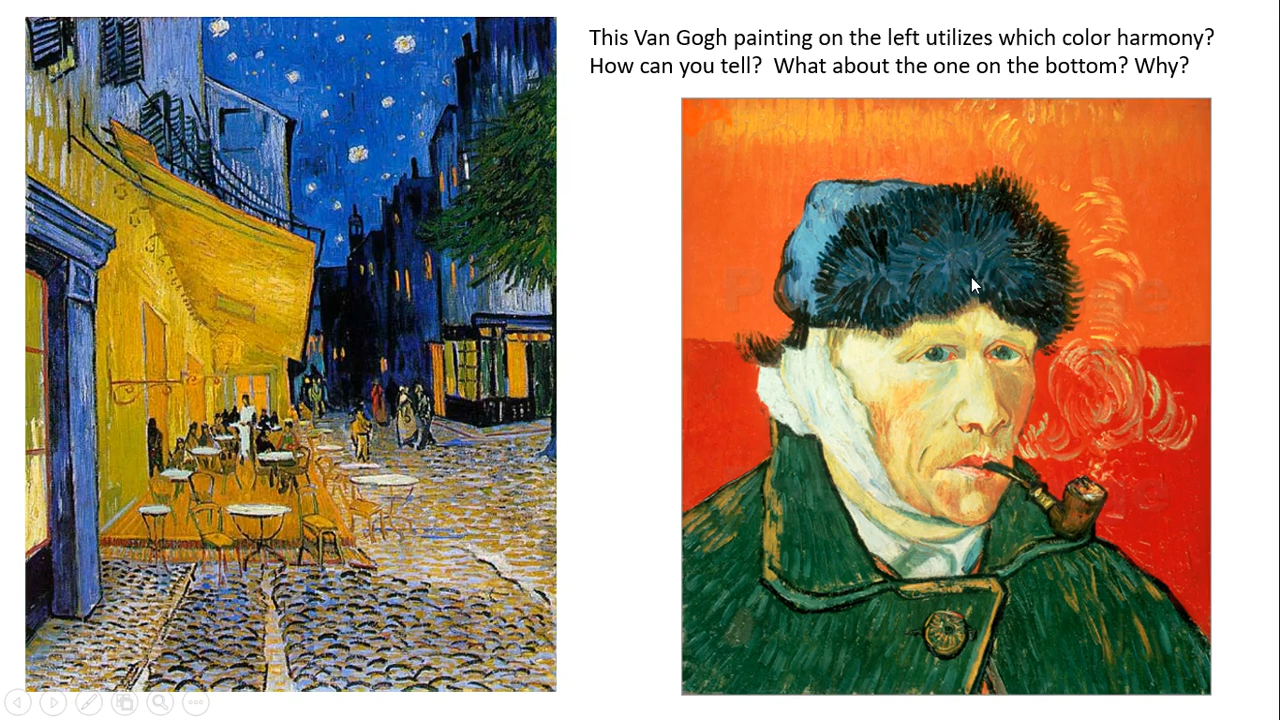 This Van Gogh painting on the left utilizes which color harmony?
How can you tell?  What about the one on the bottom? Why?